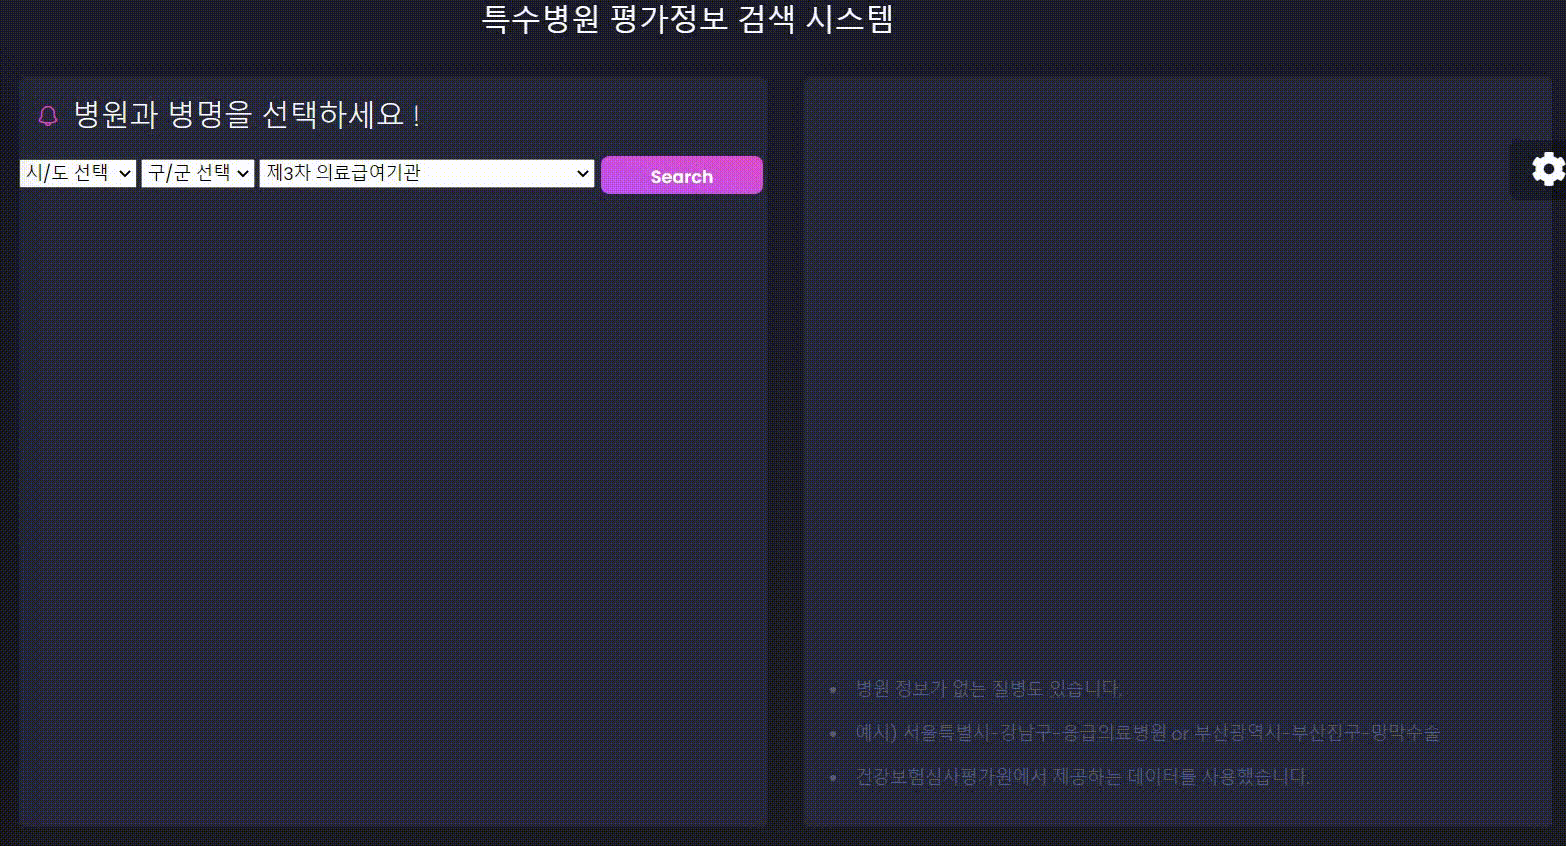 특수병원 평가정보 검색 시스템
병원과 병명을 선택하세요 !
시/도 선택 구/군 선택 제3차 의료급여기관 Search
병원 정보가 없는 질병도 있습니다.
예시) 서울특별시-강남구-응급의료병원 or 부산광역시-부산진구-망막수술
건강보험심사평가원에서 제공하는 데이터를 사용했습니다.